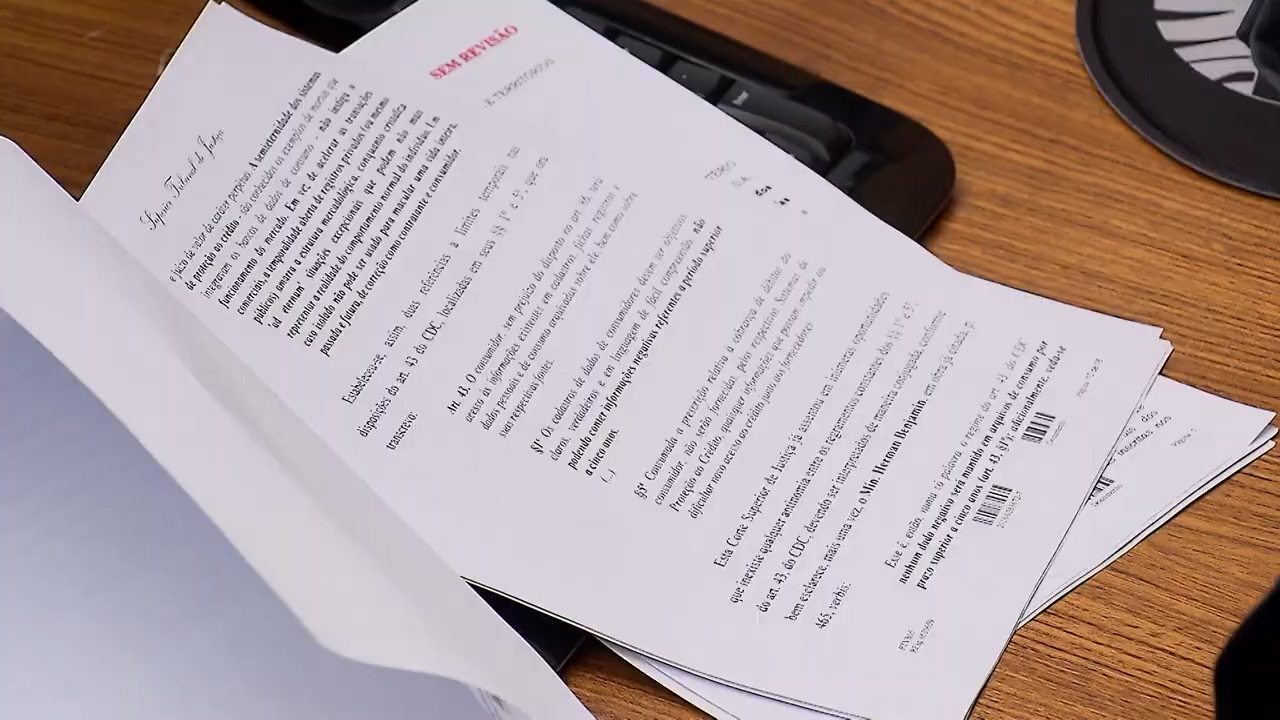 SEM REVISÃO
E TERRITÓRIOS
Superior Tribunal de Justiça
e juízo de valor de caráter perpétuo. A semieternidade dos sistemas
de proteção ao crédito - são conhecidos os exemplos de mortos que
integravam os bancos de dados de consumo - não justifica o
funcionamento do mercado. Em vez de acelerar as transações
comerciais, a temporalidade aberta de registros privados (ou mesmo
públicos) amarra a estrutura mercadológica, conquanto cristaliza
"ad eternum" situações excepcionais que podem não mais
representar a realidade do comportamento normal do indivíduo. Um
caso isolado não pode ser usado para macular uma vida inteira,
passada e futura, de correção como contratante e consumidor.
Estabeleceu-se, assim, duas referências a limites temporais nas
disposições do art. 43 do CDC, localizadas em seus §§ 1º e 5º, que ora
transcrevo:
Art. 43. O consumidor, sem prejuízo do disposto no art. 86, terá
acesso às informações existentes em cadastros, fichas, registros e
dados pessoais e de consumo arquivados sobre ele, bem como sobre
suas respectivas fontes.
§1º Os cadastros de dados de consumidores devem ser objetivos,
claros, verdadeiros e em linguagem de fácil compreensão, não
podendo conter informações negativas referentes a período superior
a cinco anos.
(...)
§5º Consumada a prescrição relativa à cobrança de débitos do
consumidor, não serão fornecidas, pelos respectivos Sistemas de
Proteção ao Crédito, quaisquer informações que possam impedir ou
dificultar novo acesso ao crédito junto aos fornecedores
Esta Corte Superior de Justiça já assentou em inúmeras oportunidades
que inexiste qualquer antinomia entre os regramentos constantes dos §§ 1º e 5º,
do art. 43, do CDC, devendo ser interpretados de maneira conjugada, conforme
bem esclarece, mais uma vez, o Min. Herman Benjamin, em obra já citada, p.
465, verbis:
Esse é, então, numa só palavra, o regime do art. 43 do CDC:
nenhum dado negativo será mantido em arquivos de consumo por
prazo superior a cinco anos (art. 43, §1º); adicionalmente, veda-se